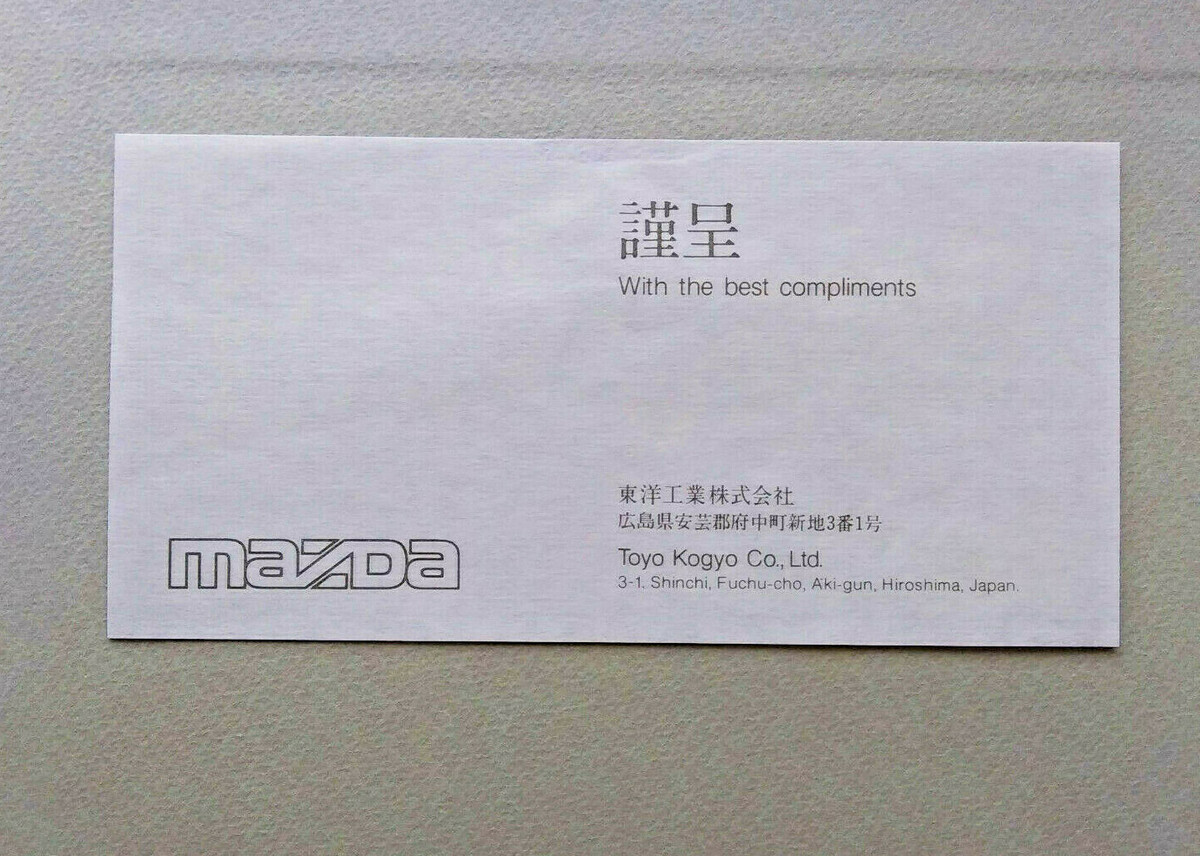 謹呈
With the best compliments
東洋工業株式会社
広島県安芸郡府中町新地3番1号
Toyo Kogyo Co., Ltd.
3-1, Shinchi, Fuchu-cho, Aki-gun, Hiroshima, Japan.
mazda